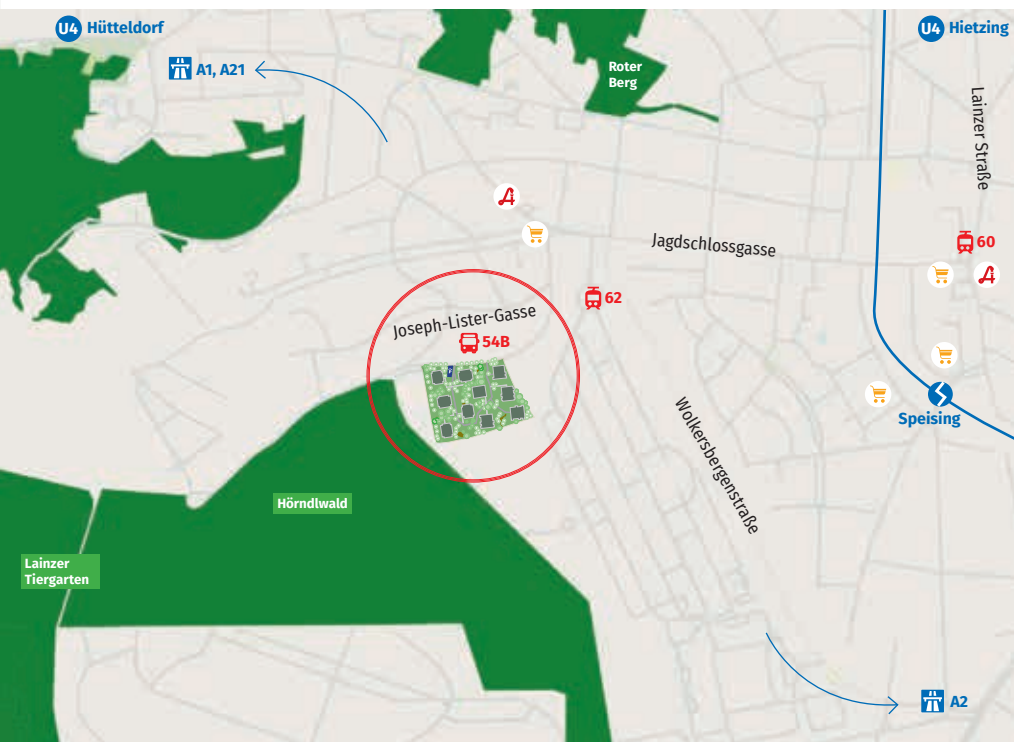 U4 Hütteldorf
U4 Hietzing
A1, A21
Roter
Berg
Lainzer Straße
Jagdschlossgasse
60
62
Joseph-Lister-Gasse
54B
Speising
Wolkersbergenstraße
Hörndlwald
Lainzer
Tiergarten
A2